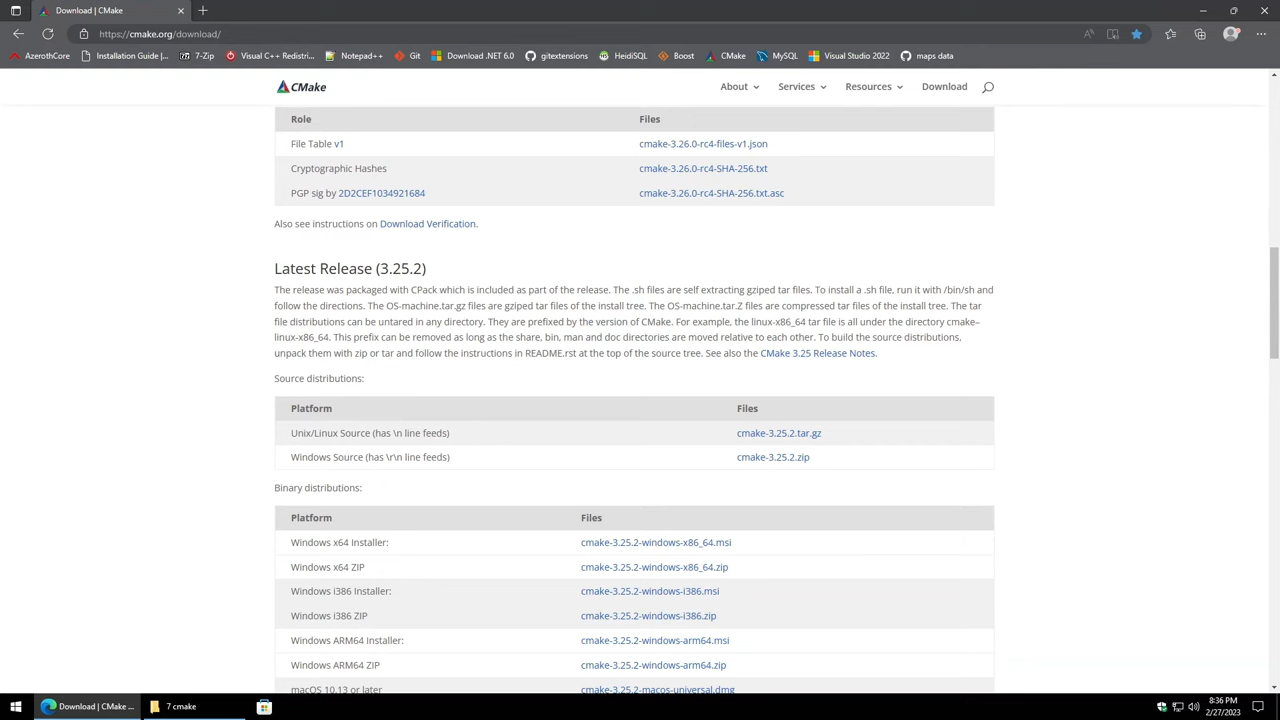 Download | CMake
https://cmake.org/download/
AzerothCore
Installation Guide |...
7-Zip
Visual C++ Redistri...
Notepad++
Git
Download .NET 6.0
gitextensions
HeidiSQL
Boost
CMake
MySQL
Visual Studio 2022
maps data
CMake
About
Services
Resources
Download
Role Files
File Table v1 cmake-3.26.0-rc4-files-v1.json
Cryptographic Hashes cmake-3.26.0-rc4-SHA-256.txt
PGP sig by 2D2CEF1034921684 cmake-3.26.0-rc4-SHA-256.txt.asc
Also see instructions on Download Verification.
Latest Release (3.25.2)
The release was packaged with CPack which is included as part of the release. The .sh files are self extracting gziped tar files. To install a .sh file, run it with /bin/sh and
follow the directions. The OS-machine.tar.gz files are gziped tar files of the install tree. The OS-machine.tar.Z files are compressed tar files of the install tree. The tar
file distributions can be untared in any directory. They are prefixed by the version of CMake. For example, the linux-x86_64 tar file is all under the directory cmake–
linux-x86_64. This prefix can be removed as long as the share, bin, man and doc directories are moved relative to each other. To build the source distributions,
unpack them with zip or tar and follow the instructions in README.rst at the top of the source tree. See also the CMake 3.25 Release Notes.
Source distributions:
Platform Files
Unix/Linux Source (has \n line feeds) cmake-3.25.2.tar.gz
Windows Source (has \r\n line feeds) cmake-3.25.2.zip
Binary distributions:
Platform Files
Windows x64 Installer: cmake-3.25.2-windows-x86_64.msi
Windows x64 ZIP cmake-3.25.2-windows-x86_64.zip
Windows i386 Installer: cmake-3.25.2-windows-i386.msi
Windows i386 ZIP cmake-3.25.2-windows-i386.zip
Windows ARM64 Installer: cmake-3.25.2-windows-arm64.msi
Windows ARM64 ZIP cmake-3.25.2-windows-arm64.zip
macOS 10.13 or later cmake-3.25.2-macos-universal.dmg
Download | CMake ...
7 cmake
8:36 PM
2/27/2023